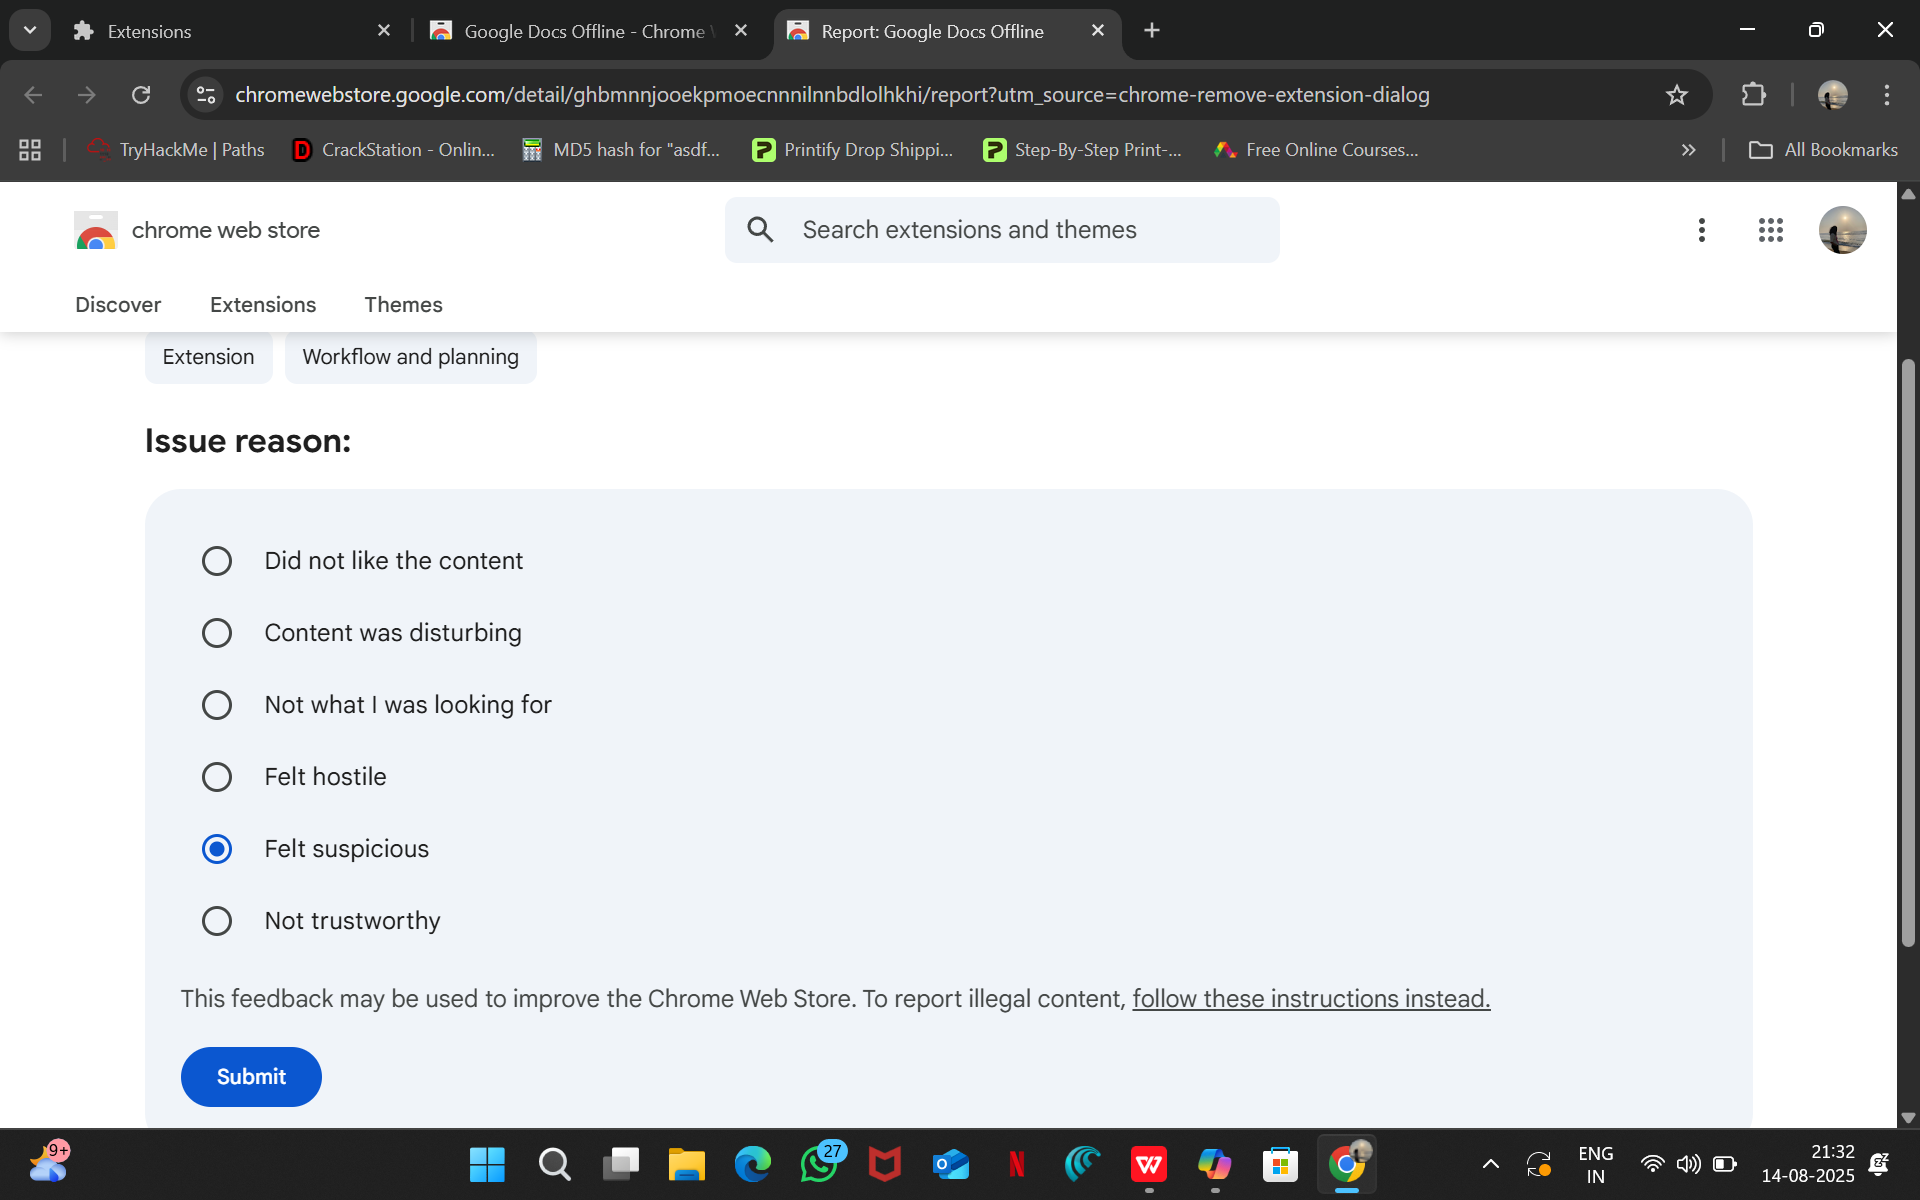 Extensions
Google Docs Offline - Chrome
Report: Google Docs Offline
chromewebstore.google.com/detail/ghbmnnjooekpmoecnnnilnnbdlolhkhi/report?utm_source=chrome-remove-extension-dialog
TryHackMe | Paths
CrackStation - Onlin...
MD5 hash for "asdf...
Printify Drop Shippi...
Step-By-Step Print-...
Free Online Courses...
All Bookmarks
chrome web store
Search extensions and themes
Discover
Extensions
Themes
Extension
Workflow and planning
Issue reason:
Did not like the content
Content was disturbing
Not what I was looking for
Felt hostile
Felt suspicious
Not trustworthy
This feedback may be used to improve the Chrome Web Store. To report illegal content, follow these instructions instead.
Submit
9+
27
ENG
IN
21:32
14-08-2025